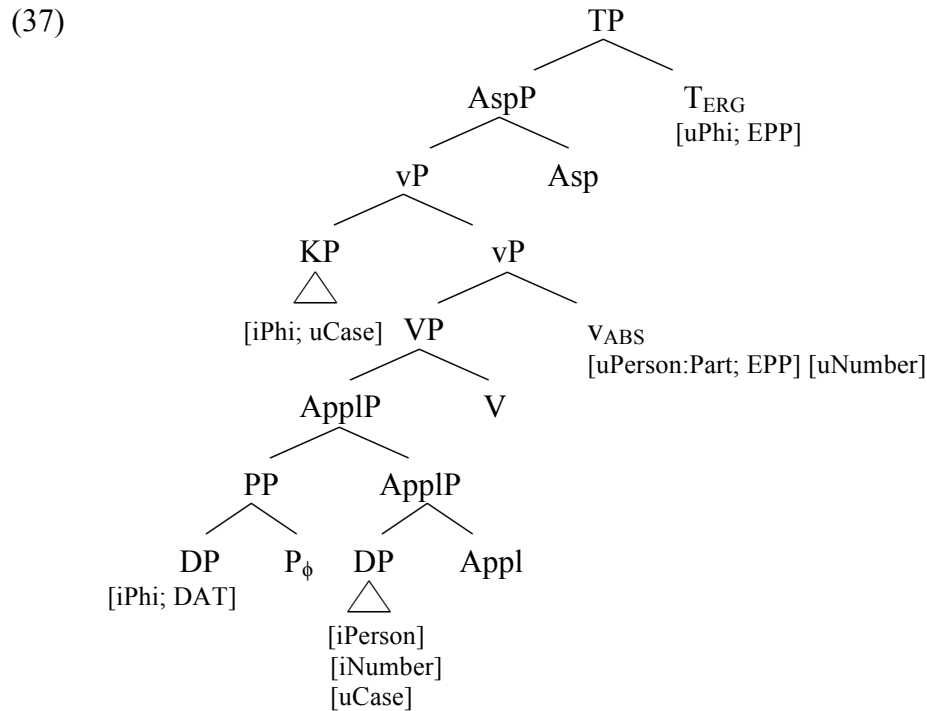 (37) TP
AspP T_ERG
[uPhi; EPP]
vP Asp
KP vP
[iPhi; uCase] VP v_ABS
[uPerson:Part; EPP] [uNumber]
ApplP V
PP ApplP
DP P_ϕ DP Appl
[iPhi; DAT]
[iPerson]
[iNumber]
[uCase]